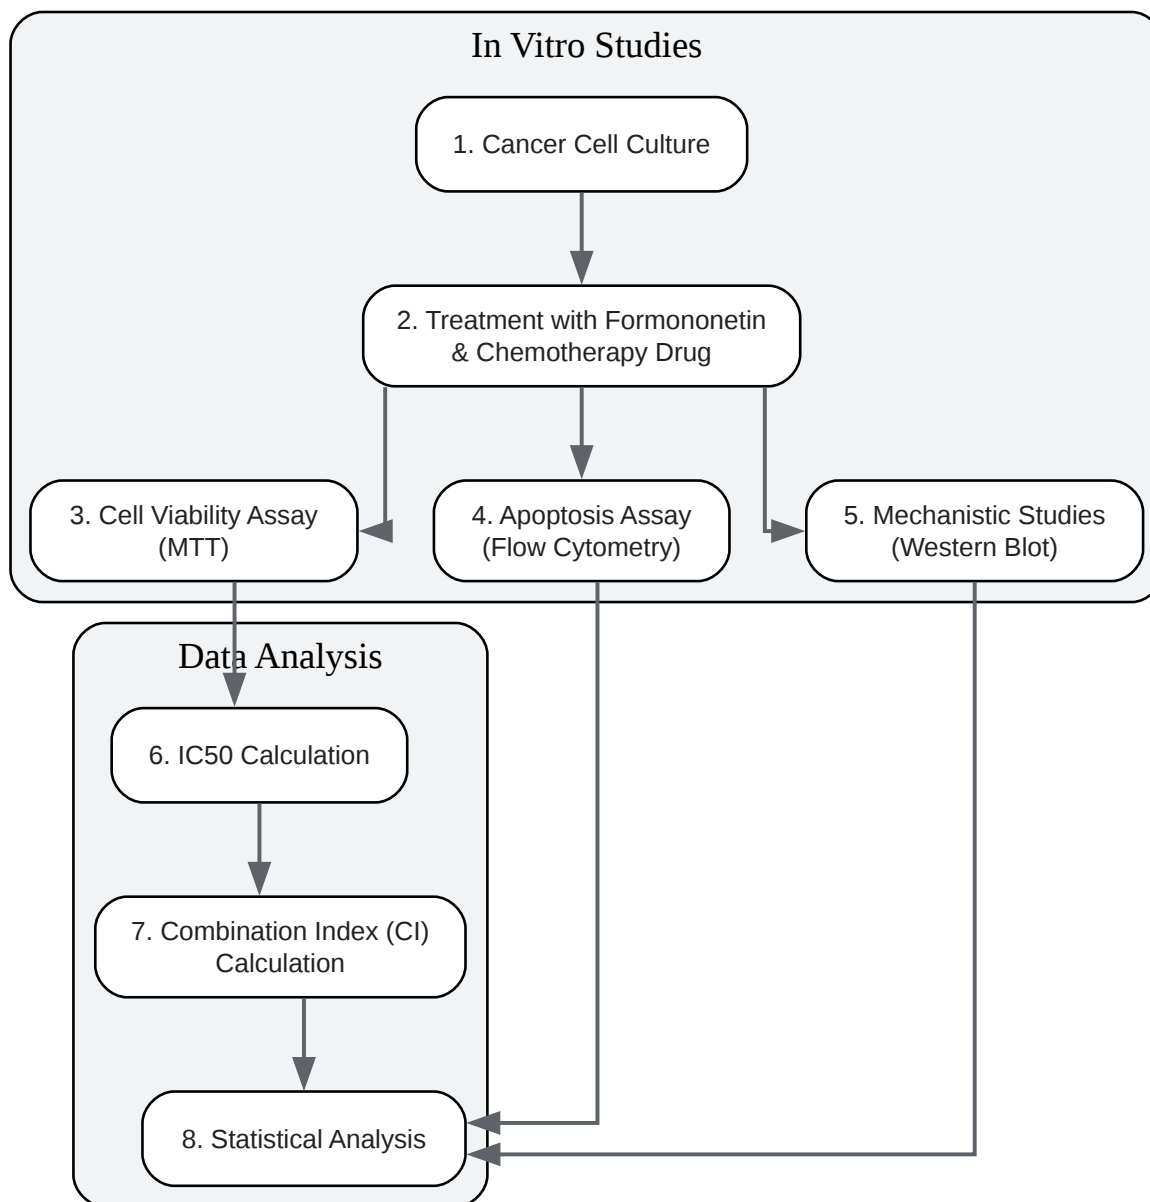 In Vitro Studies
1. Cancer Cell Culture
2. Treatment with Formononetin
& Chemotherapy Drug
3. Cell Viability Assay
(MTT)
4. Apoptosis Assay
(Flow Cytometry)
5. Mechanistic Studies
(Western Blot)
Data Analysis
6. IC50 Calculation
7. Combination Index (CI)
Calculation
8. Statistical Analysis